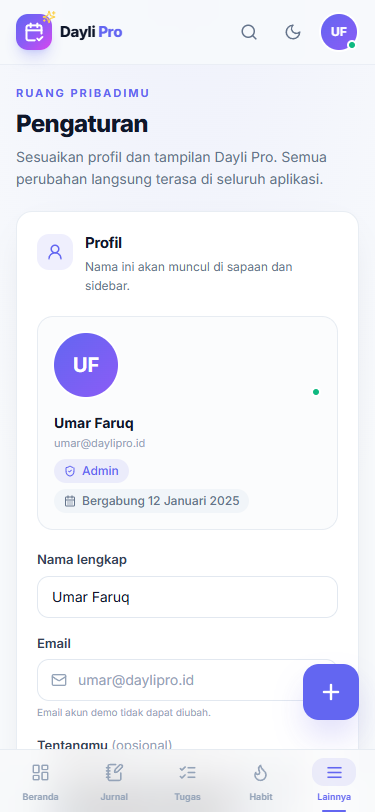 Dayli Pro
UF
RUANG PRIBADIMU
Pengaturan
Sesuaikan profil dan tampilan Dayli Pro. Semua
perubahan langsung terasa di seluruh aplikasi.
Profil
Nama ini akan muncul di sapaan dan
sidebar.
UF
Umar Faruq
umar@daylipro.id
Admin
Bergabung 12 Januari 2025
Nama lengkap
Umar Faruq
Email
umar@daylipro.id
Email akun demo tidak dapat diubah.
Tentangmu (opsional)
Beranda
Jurnal
Tugas
Habit
Lainnya